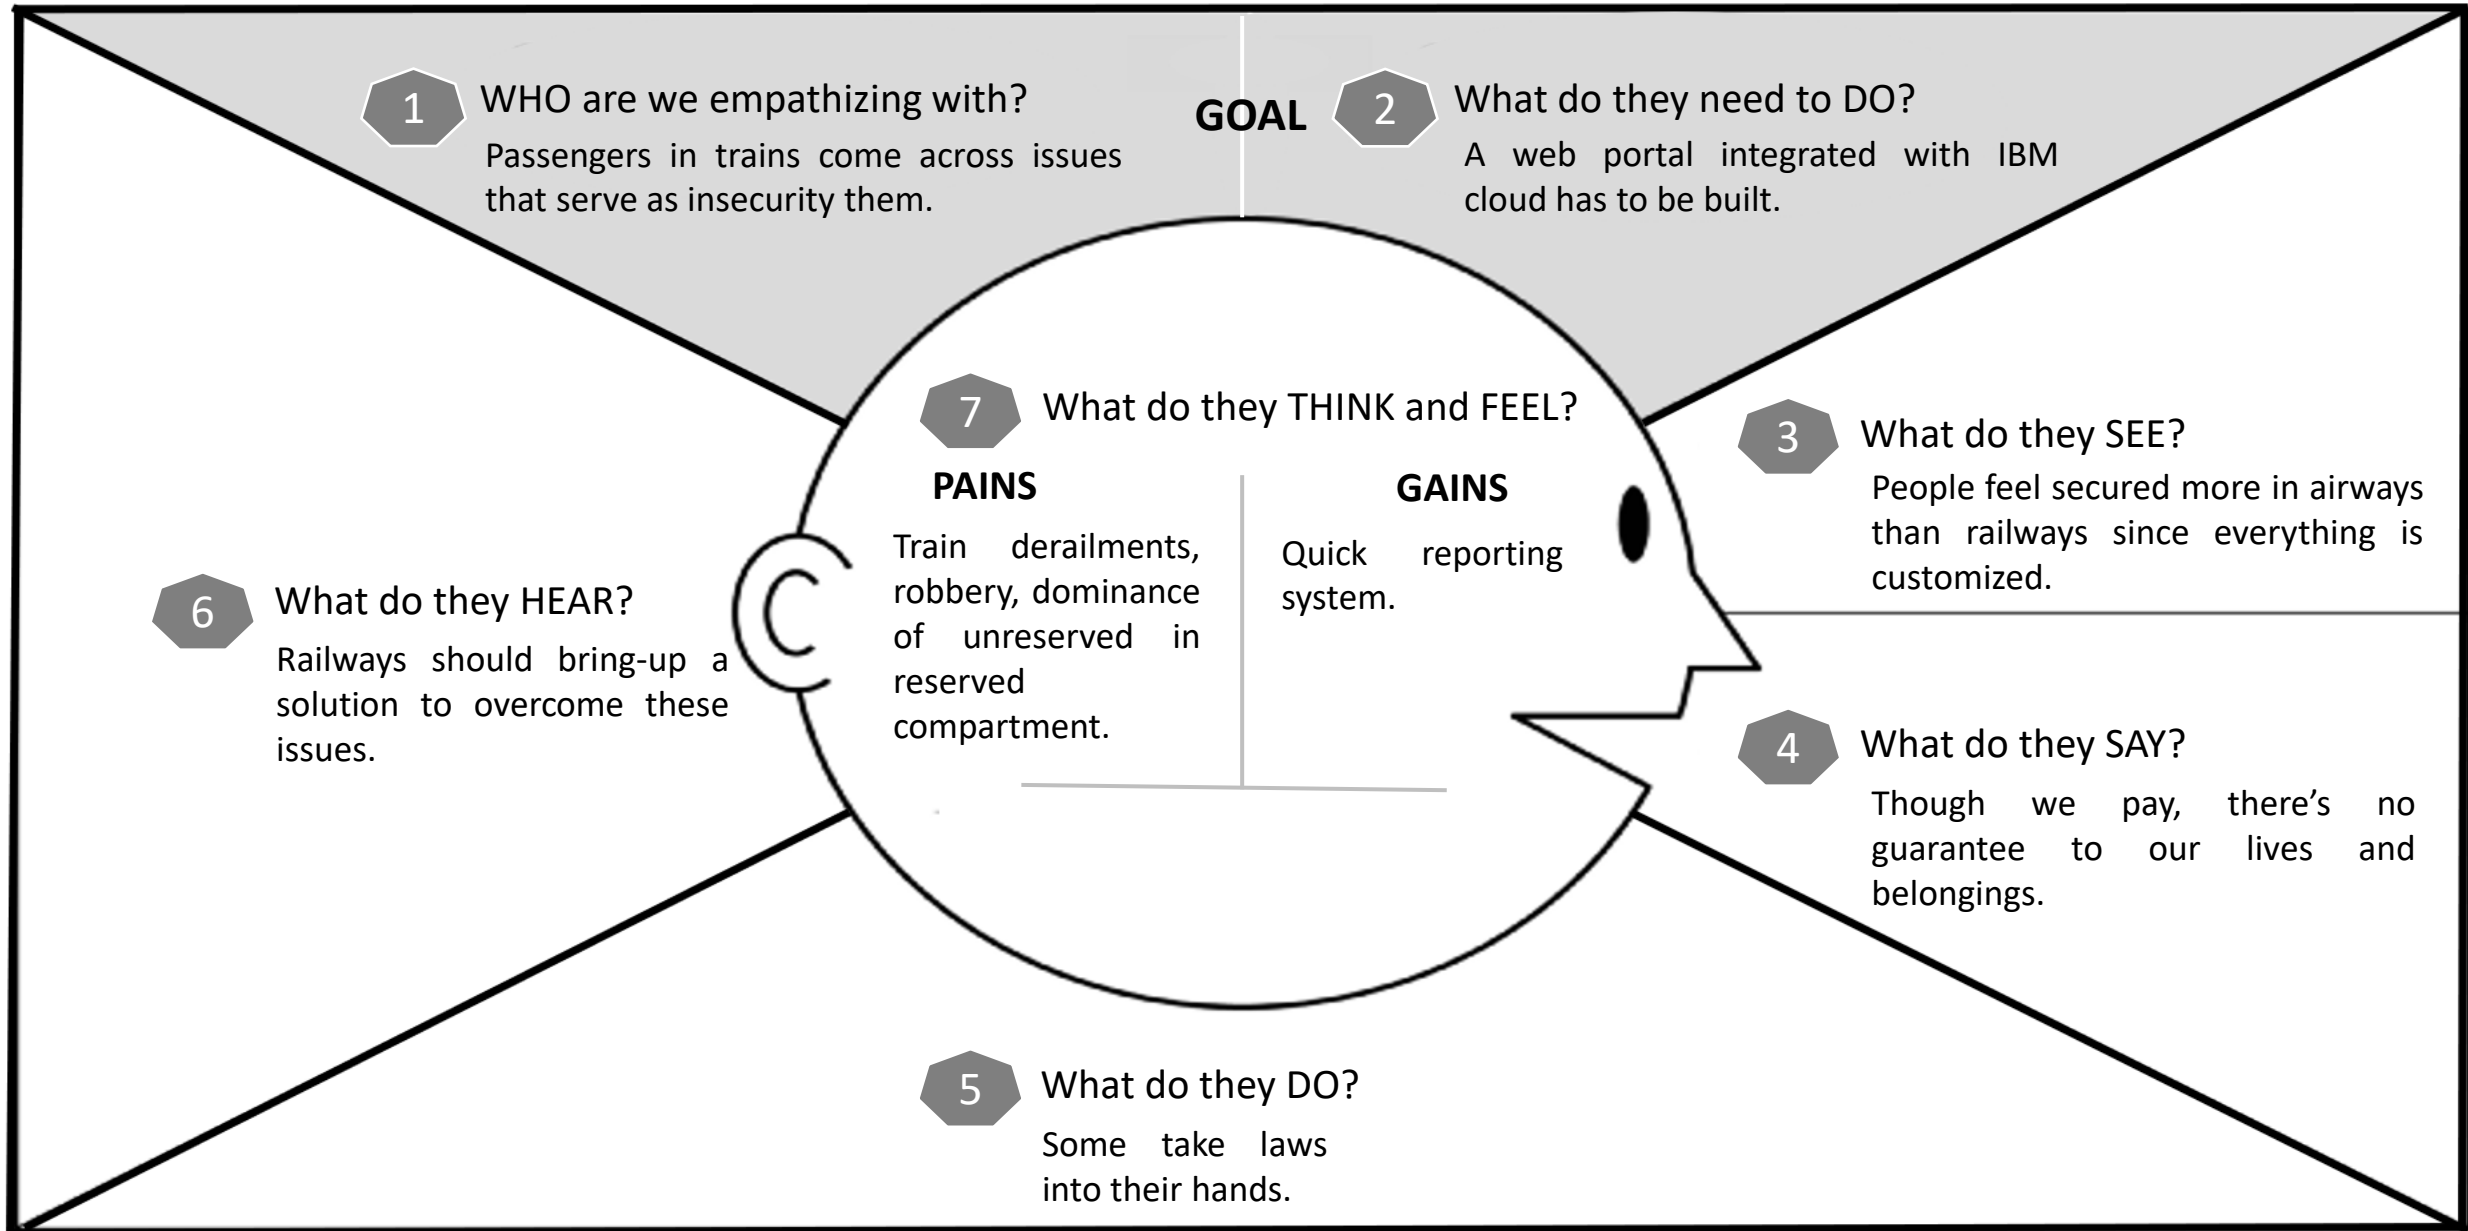 1
WHO are we empathizing with?
Passengers in trains come across issues
that serve as insecurity them.
GOAL
2
What do they need to DO?
A web portal integrated with IBM
cloud has to be built.
3
What do they SEE?
People feel secured more in airways
than railways since everything is
customized.
4
What do they SAY?
Though we pay, there’s no
guarantee to our lives and
belongings.
5
What do they DO?
Some take laws
into their hands.
6
What do they HEAR?
Railways should bring-up a
solution to overcome these
issues.
7
What do they THINK and FEEL?
PAINS
Train derailments,
robbery, dominance
of unreserved in
reserved
compartment.
GAINS
Quick reporting
system.